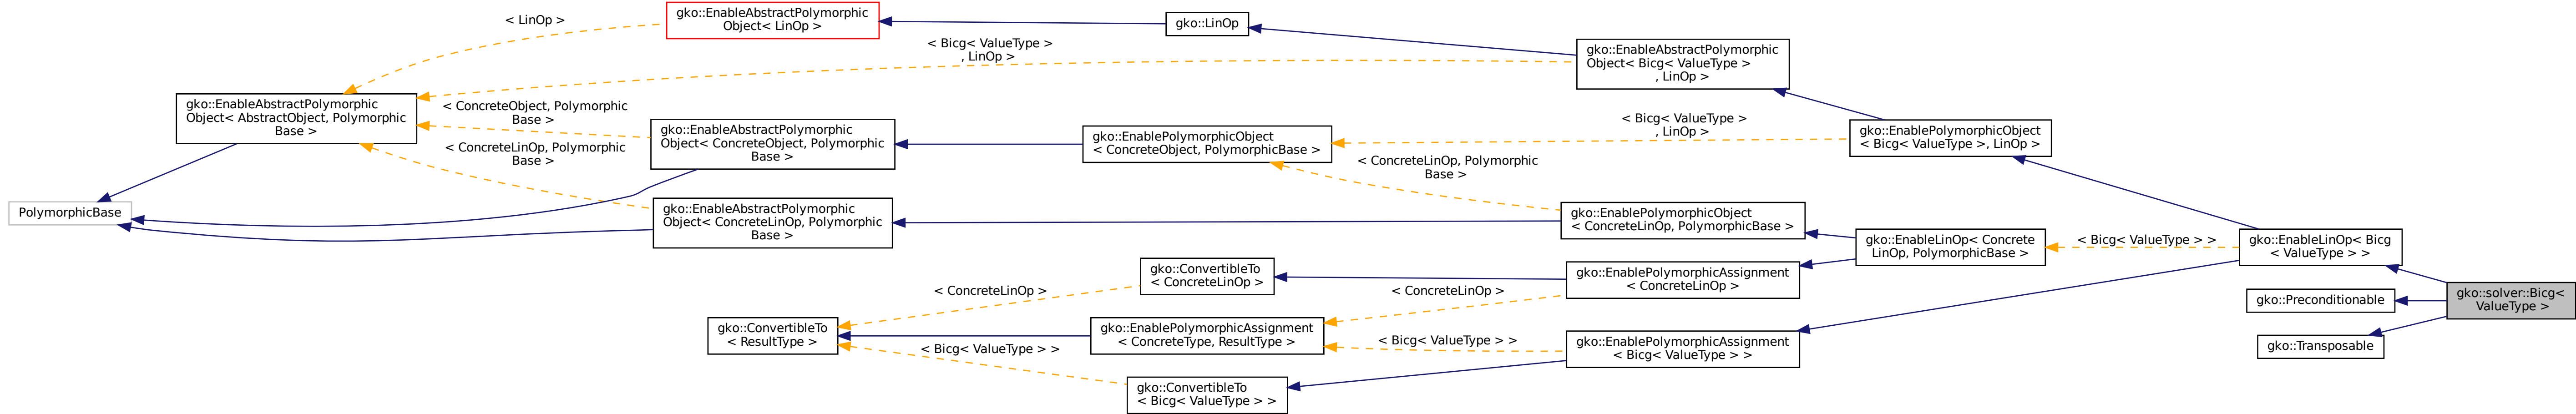 PolymorphicBase
gko::EnableAbstractPolymorphic
Object< AbstractObject, Polymorphic
Base >
< LinOp >
< ConcreteObject, Polymorphic
Base >
< ConcreteLinOp, Polymorphic
Base >
gko::EnableAbstractPolymorphic
Object< LinOp >
gko::EnableAbstractPolymorphic
Object< ConcreteObject, Polymorphic
Base >
gko::EnableAbstractPolymorphic
Object< ConcreteLinOp, Polymorphic
Base >
gko::ConvertibleTo
< ResultType >
< Bicg< ValueType >
, LinOp >
< ConcreteLinOp >
< Bicg< ValueType > >
gko::LinOp
gko::EnablePolymorphicObject
< ConcreteObject, PolymorphicBase >
gko::ConvertibleTo
< ConcreteLinOp >
gko::EnablePolymorphicAssignment
< ConcreteType, ResultType >
gko::ConvertibleTo
< Bicg< ValueType > >
< ConcreteLinOp, Polymorphic
Base >
< ConcreteLinOp >
< Bicg< ValueType > >
gko::EnableAbstractPolymorphic
Object< Bicg< ValueType >
, LinOp >
< Bicg< ValueType >
, LinOp >
gko::EnablePolymorphicObject
< ConcreteLinOp, PolymorphicBase >
gko::EnablePolymorphicAssignment
< ConcreteLinOp >
gko::EnablePolymorphicAssignment
< Bicg< ValueType > >
gko::EnablePolymorphicObject
< Bicg< ValueType >, LinOp >
gko::EnableLinOp< Concrete
LinOp, PolymorphicBase >
< Bicg< ValueType > >
gko::EnableLinOp< Bicg
< ValueType > >
gko::Preconditionable
gko::Transposable
gko::solver::Bicg<
ValueType >